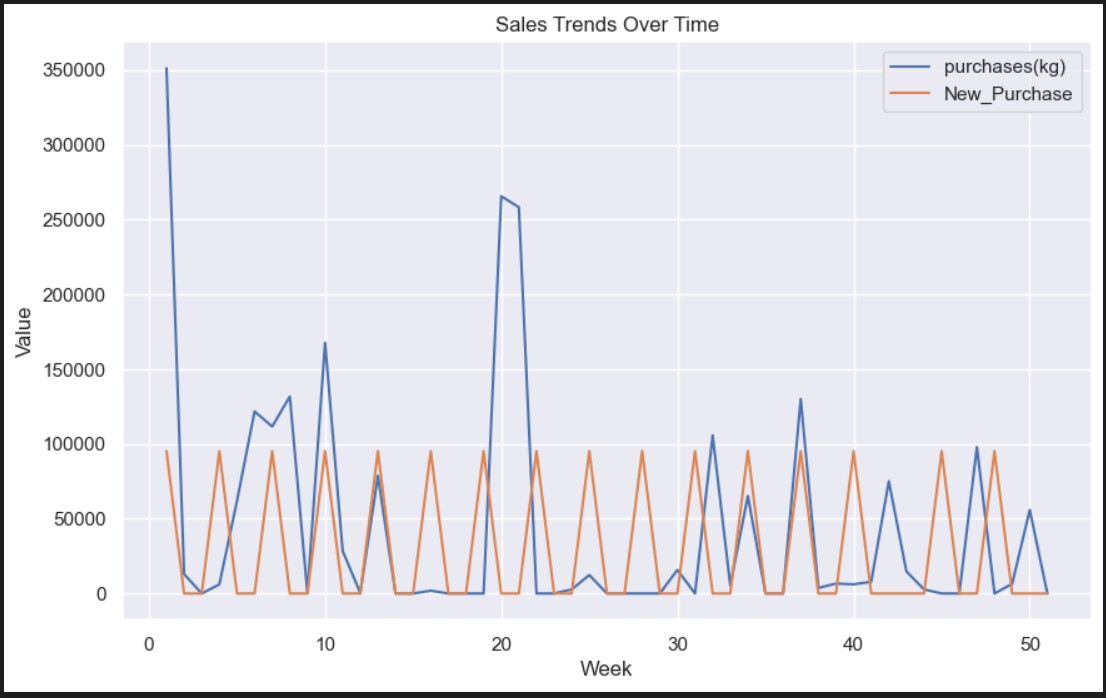 Sales Trends Over Time
purchases(kg)
New_Purchase
350000
300000
250000
200000
150000
100000
50000
0
Value
0 10 20 30 40 50
Week